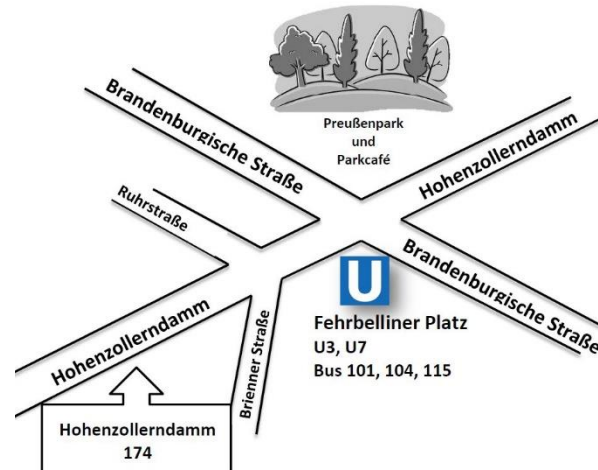 Preußenpark
und
Parkcafé
Brandenburgische Straße
Hohenzollerndamm
Ruhrstraße
Brandenburgische Straße
Hohenzollerndamm
Brienner Straße
U
Fehrbelliner Platz
U3, U7
Bus 101, 104, 115
Hohenzollerndamm
174